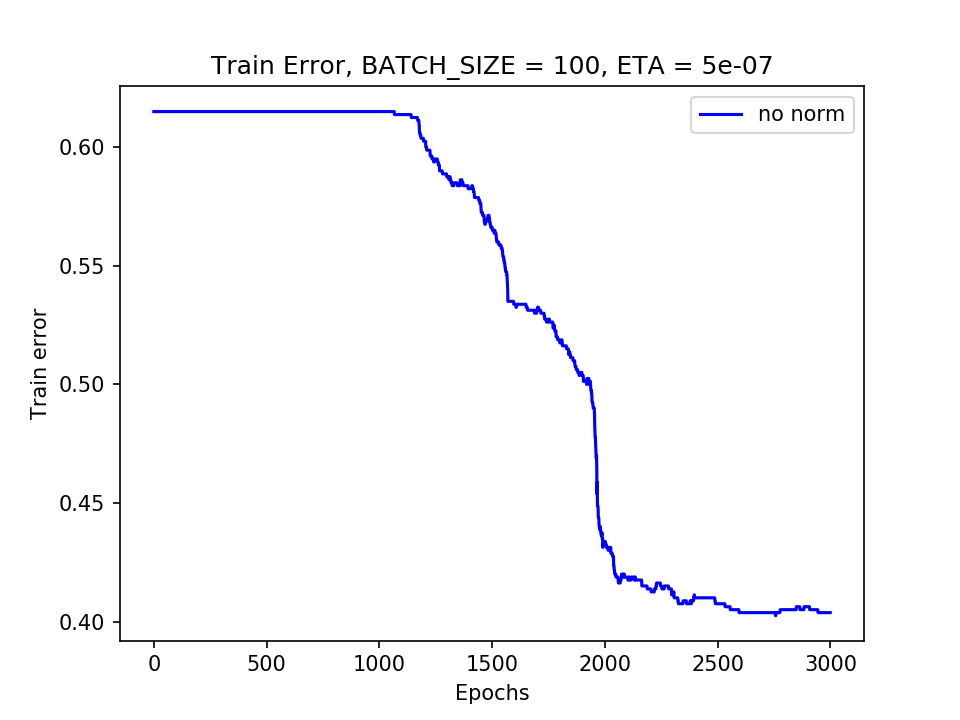 Train Error, BATCH_SIZE = 100, ETA = 5e-07
no norm
0.60
0.55
0.50
0.45
0.40
Train error
0 500 1000 1500 2000 2500 3000
Epochs